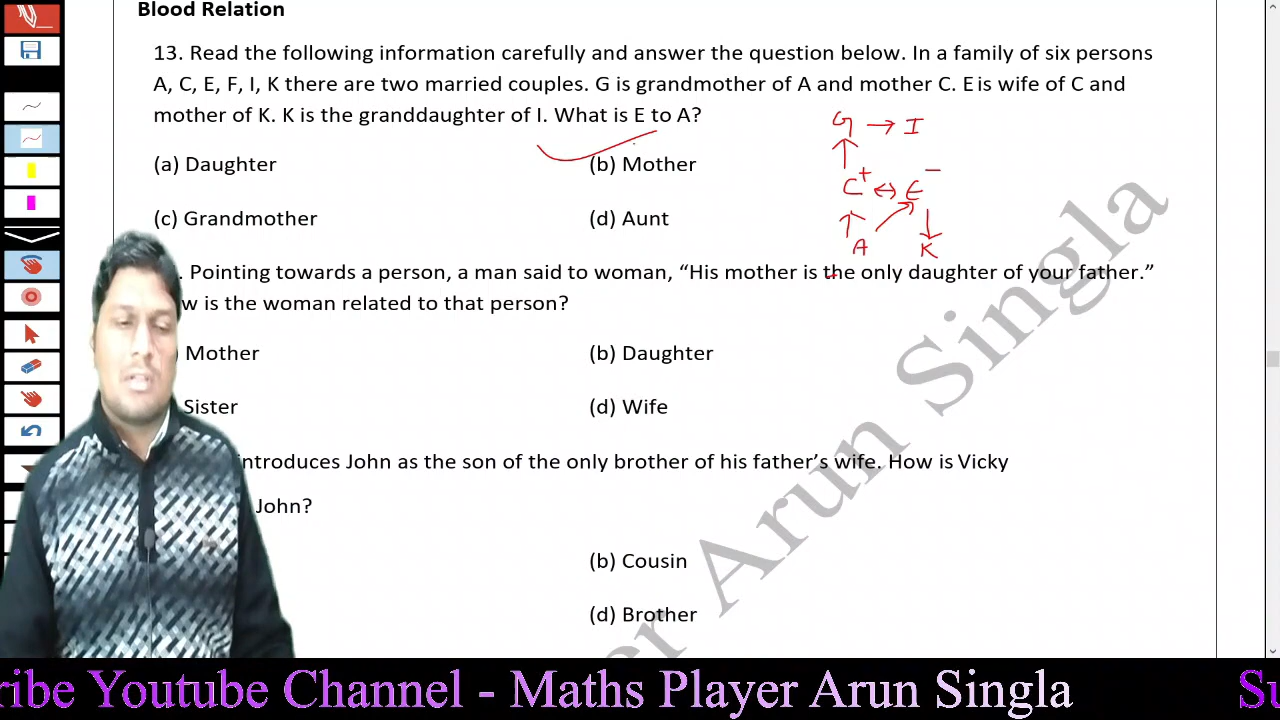 Blood Relation
13. Read the following information carefully and answer the question below. In a family of six persons
A, C, E, F, I, K there are two married couples. G is grandmother of A and mother C. E is wife of C and
mother of K. K is the granddaughter of I. What is E to A?
G → I
(a) Daughter (b) Mother
C+ ↔ E −
(c) Grandmother (d) Aunt
A K
. Pointing towards a person, a man said to woman, “His mother is the only daughter of your father.”
w is the woman related to that person?
Mother (b) Daughter
Sister (d) Wife
introduces John as the son of the only brother of his father’s wife. How is Vicky
John?
(b) Cousin
(d) Brother
er Arun Singla
ribe Youtube Channel - Maths Player Arun Singla Su